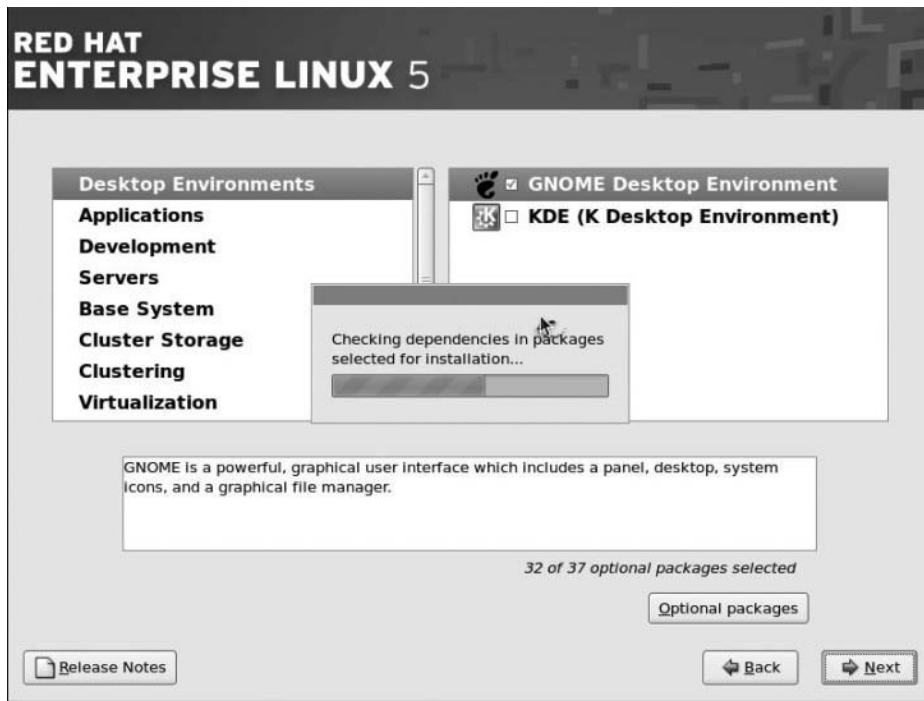 RED HAT
ENTERPRISE LINUX 5
Desktop Environments
Applications
Development
Servers
Base System
Cluster Storage
Clustering
Virtualization
GNOME Desktop Environment
KDE (K Desktop Environment)
Checking dependencies in packages
selected for installation...
GNOME is a powerful, graphical user interface which includes a panel, desktop, system
icons, and a graphical file manager.
32 of 37 optional packages selected
Optional packages
Release Notes
Back
Next